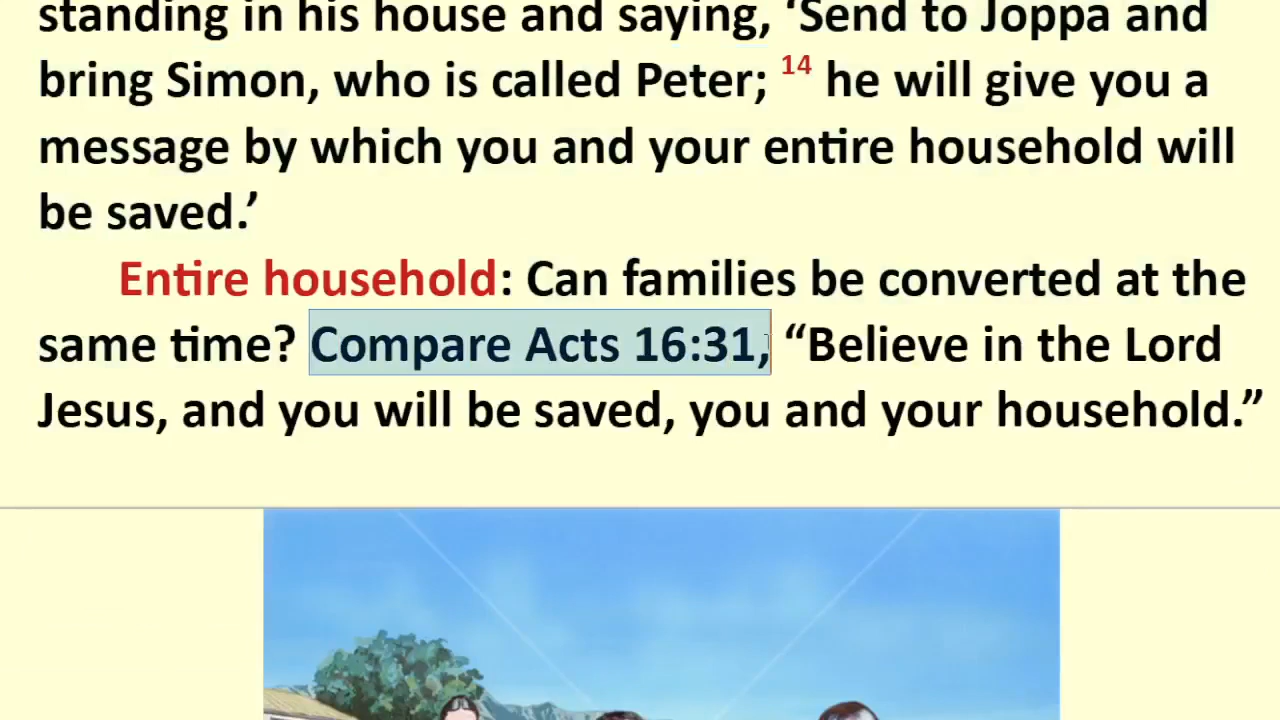 standing in his house and saying, ‘Send to Joppa and
bring Simon, who is called Peter; 14 he will give you a
message by which you and your entire household will
be saved.’
Entire household: Can families be converted at the
same time? Compare Acts 16:31, “Believe in the Lord
Jesus, and you will be saved, you and your household.”